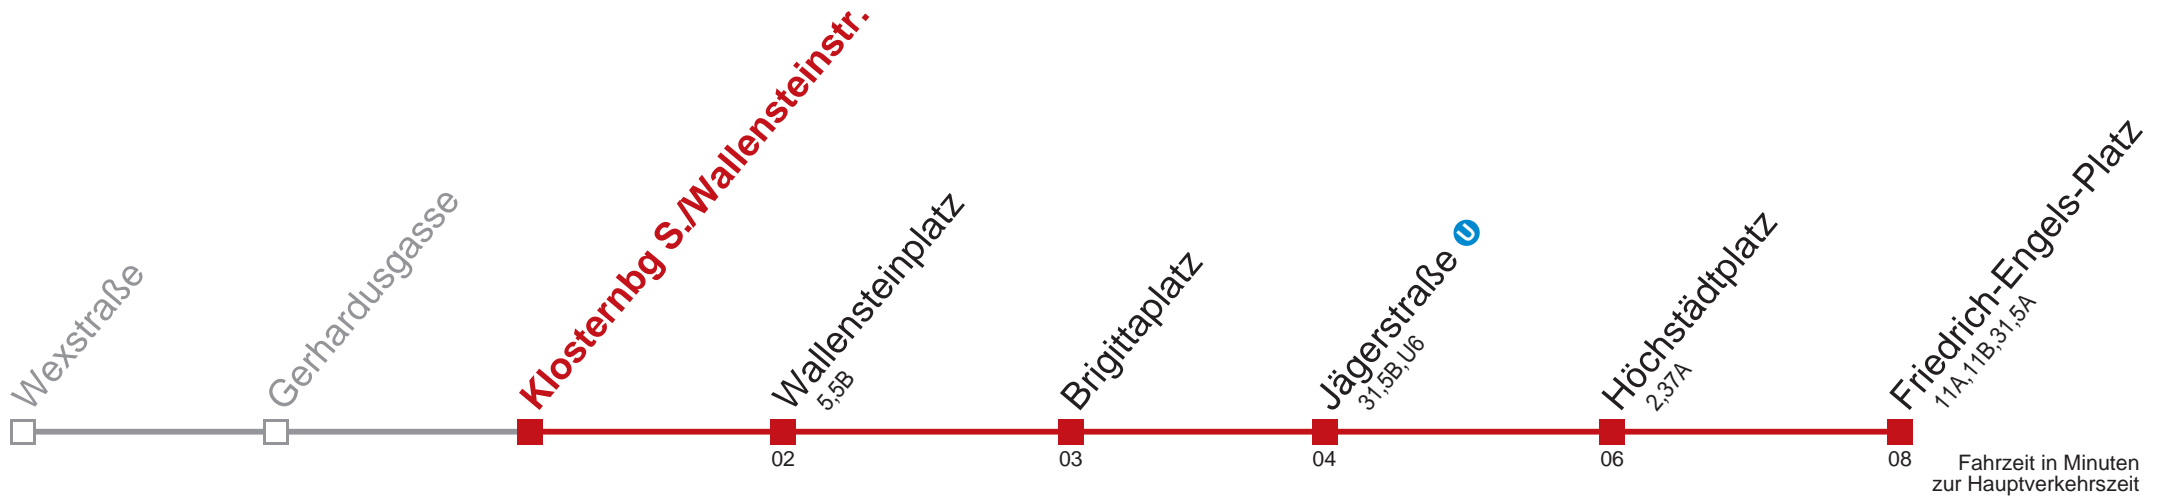 Wexstraße
Gerhardusgasse
Klosternbg S./Wallensteinstr.
Wallensteinplatz
5,5B
Brigittaplatz
Jägerstraße U
31,5B,U6
Höchstädtplatz
2,37A
Friedrich-Engels-Platz
11A,11B,31,5A
02
03
04
06
08
Fahrzeit in Minuten
zur Hauptverkehrszeit